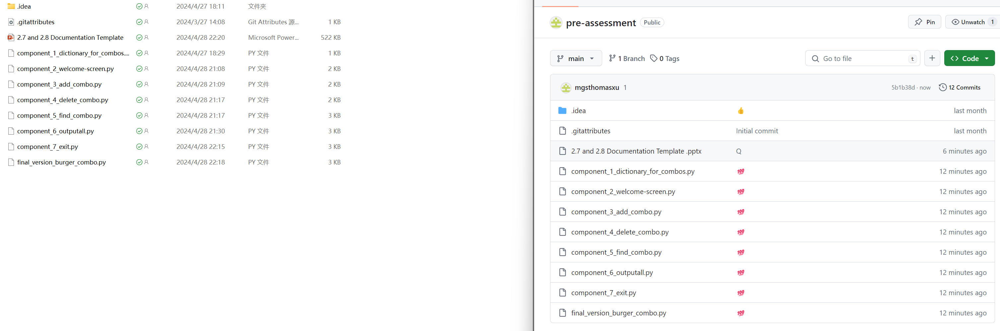 .idea 2024/4/27 18:11 文件夹
.gitattributes 2024/3/27 14:08 Git Attributes 源... 1 KB
2.7 and 2.8 Documentation Template 2024/4/28 22:20 Microsoft Power... 522 KB
component_1_dictionary_for_combos.... 2024/4/27 18:29 PY 文件 1 KB
component_2_welcome-screen.py 2024/4/28 21:08 PY 文件 2 KB
component_3_add_combo.py 2024/4/28 21:09 PY 文件 2 KB
component_4_delete_combo.py 2024/4/28 21:17 PY 文件 2 KB
component_5_find_combo.py 2024/4/28 21:17 PY 文件 3 KB
component_6_outputall.py 2024/4/28 21:30 PY 文件 3 KB
component_7_exit.py 2024/4/28 22:15 PY 文件 3 KB
final_version_burger_combo.py 2024/4/28 22:18 PY 文件 3 KB
pre-assessment Public Pin Unwatch 1
main 1 Branch 0 Tags Go to file t + <> Code
mgsthomasxu 1 5b1b38d · now 12 Commits
.idea 👍 last month
.gitattributes Initial commit last month
2.7 and 2.8 Documentation Template .pptx Q 6 minutes ago
component_1_dictionary_for_combos.py 💯 12 minutes ago
component_2_welcome-screen.py 💯 12 minutes ago
component_3_add_combo.py 💯 12 minutes ago
component_4_delete_combo.py 💯 12 minutes ago
component_5_find_combo.py 💯 12 minutes ago
component_6_outputall.py 💯 12 minutes ago
component_7_exit.py 💯 12 minutes ago
final_version_burger_combo.py 💯 12 minutes ago